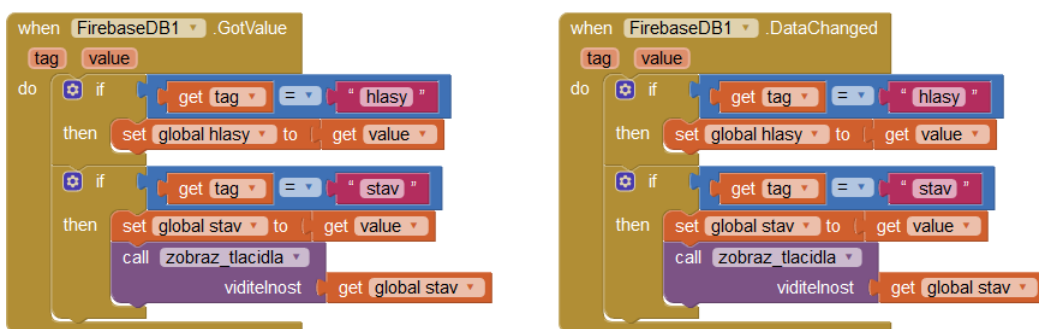 when FirebaseDB1 .GotValue
tag value
do if get tag = " hlasy "
then set global hlasy to get value
if get tag = " stav "
then set global stav to get value
call zobraz_tlacidla
viditelnost get global stav
when FirebaseDB1 .DataChanged
tag value
do if get tag = " hlasy "
then set global hlasy to get value
if get tag = " stav "
then set global stav to get value
call zobraz_tlacidla
viditelnost get global stav